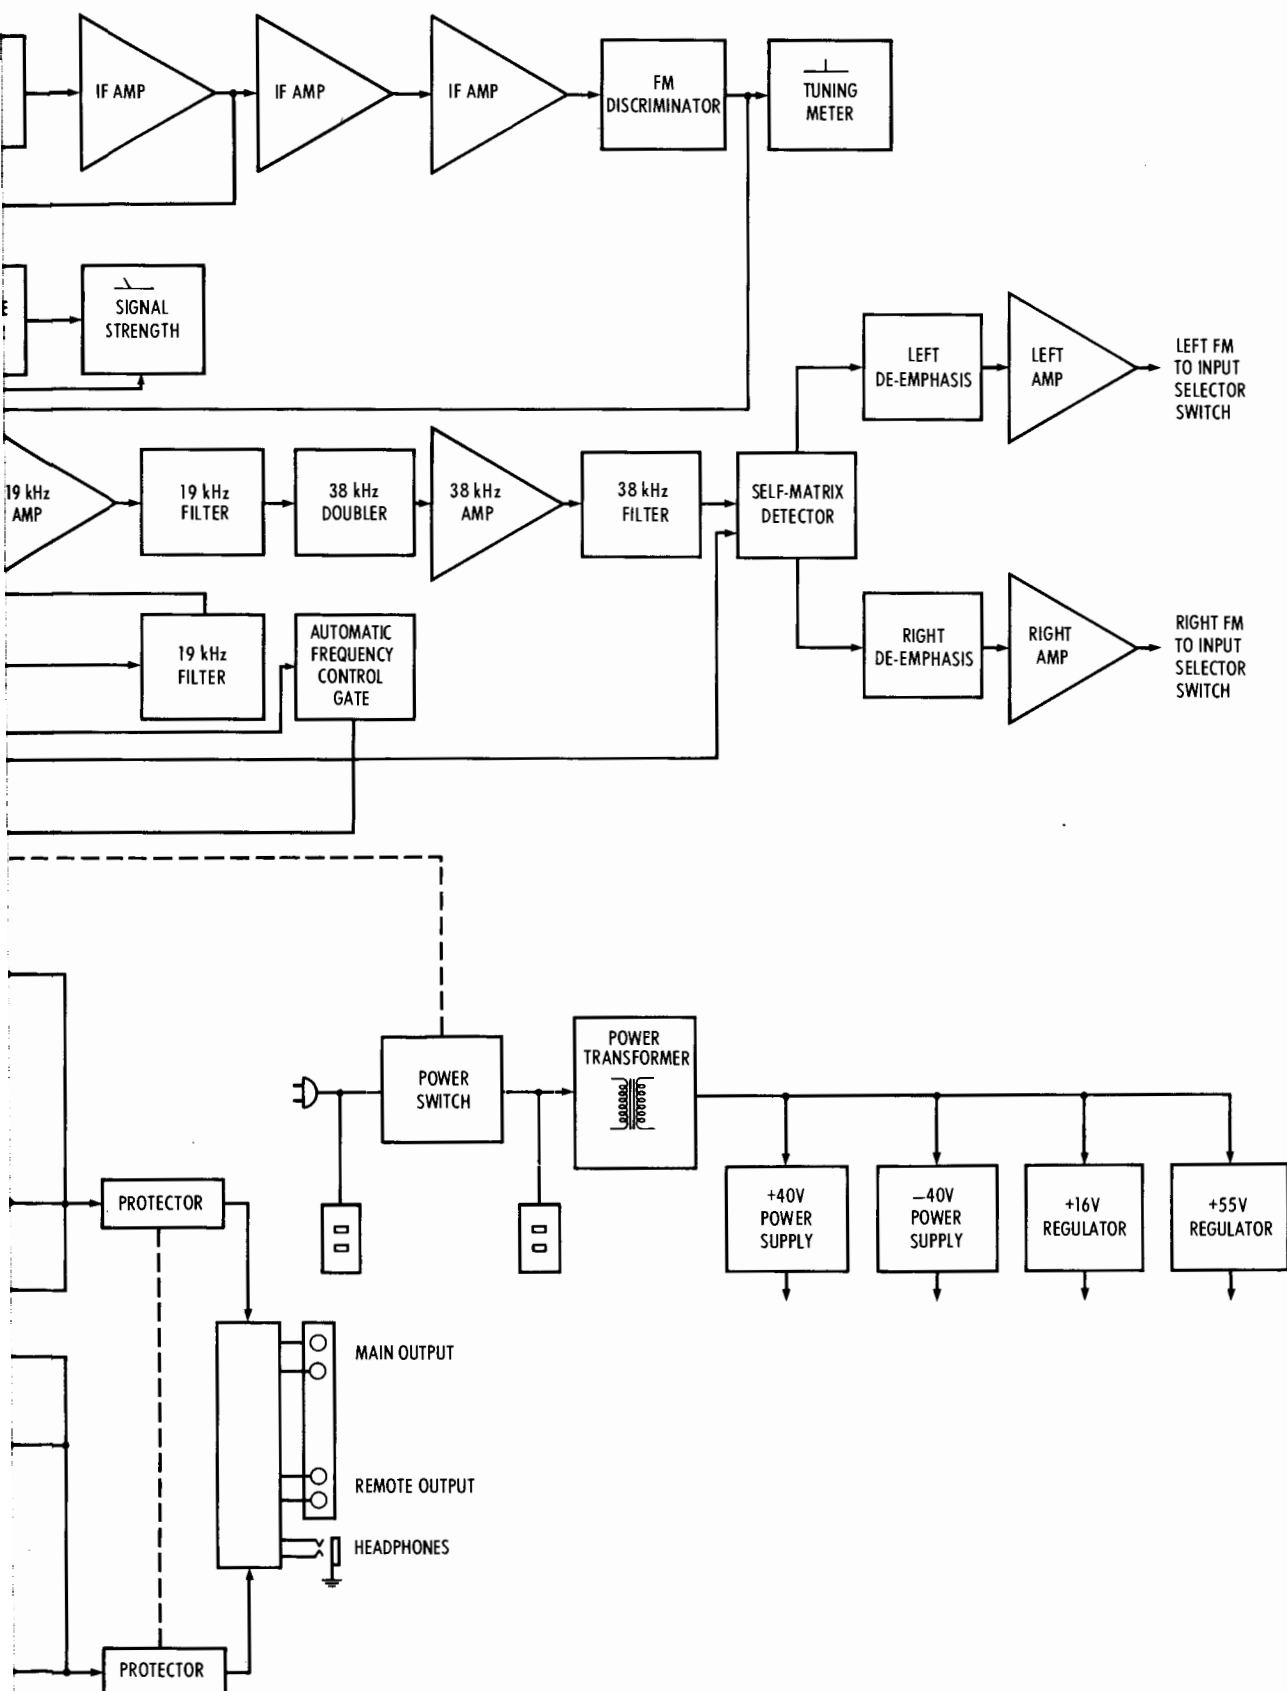 IF AMP
IF AMP
IF AMP
FM
DISCRIMINATOR
TUNING
METER
SIGNAL
STRENGTH
LEFT
DE-EMPHASIS
LEFT
AMP
LEFT FM
TO INPUT
SELECTOR
SWITCH
19 kHz
AMP
19 kHz
FILTER
38 kHz
DOUBLER
38 kHz
AMP
38 kHz
FILTER
SELF-MATRIX
DETECTOR
19 kHz
FILTER
AUTOMATIC
FREQUENCY
CONTROL
GATE
RIGHT
DE-EMPHASIS
RIGHT
AMP
RIGHT FM
TO INPUT
SELECTOR
SWITCH
POWER
SWITCH
POWER
TRANSFORMER
+40V
POWER
SUPPLY
-40V
POWER
SUPPLY
+16V
REGULATOR
+55V
REGULATOR
PROTECTOR
MAIN OUTPUT
REMOTE OUTPUT
HEADPHONES
PROTECTOR